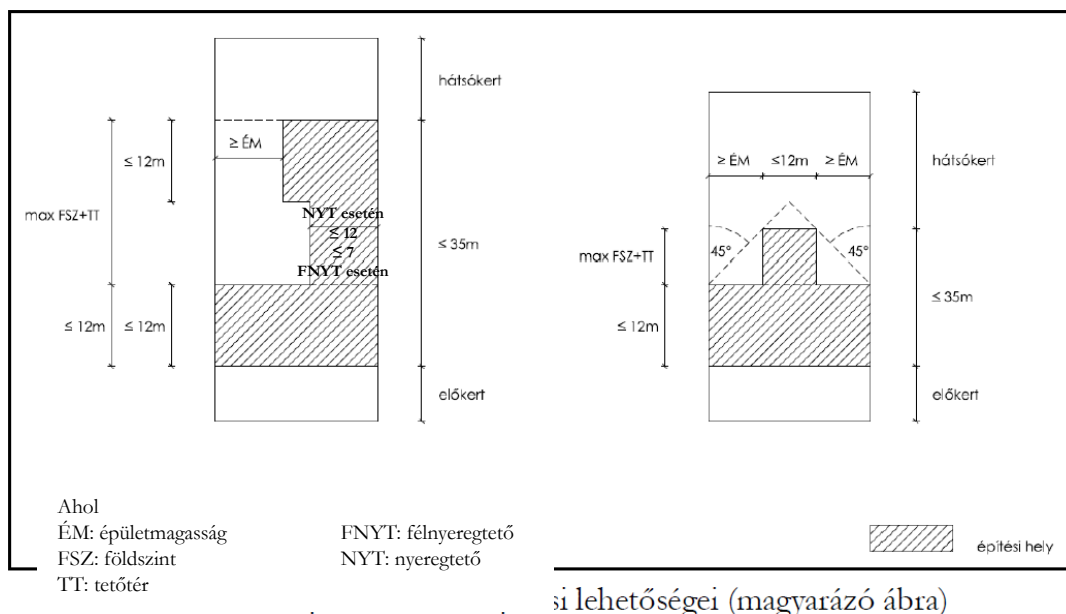 hátsókert
≥ ÉM
≤ 12m
max FSZ+TT
NYT esetén
≤ 12
≤ 7
FNYT esetén
≤ 35m
≤ 12m
≤ 12m
előkert
hátsókert
≥ ÉM
≤12m
≥ ÉM
45°
45°
max FSZ+TT
≤ 35m
≤ 12m
előkert
Ahol
ÉM: épületmagasság
FSZ: földszint
TT: tetőtér
FNYT: félnyeregtető
NYT: nyeregtető
építési hely
si lehetőségei (magyarázó ábra)